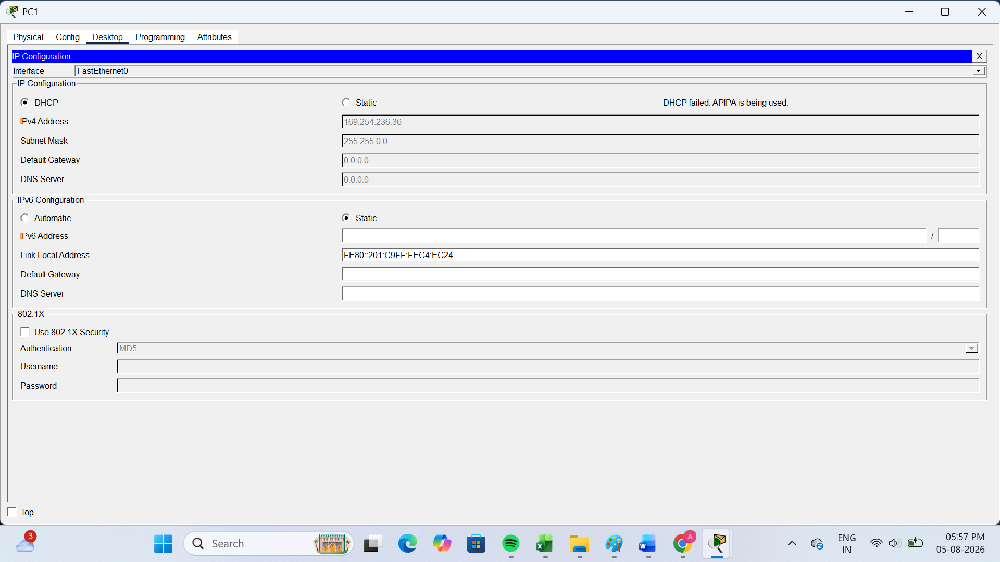 PC1
Physical Config Desktop Programming Attributes
IP Configuration X
Interface FastEthernet0
IP Configuration
DHCP Static DHCP failed. APIPA is being used.
IPv4 Address 169.254.236.36
Subnet Mask 255.255.0.0
Default Gateway 0.0.0.0
DNS Server 0.0.0.0
IPv6 Configuration
Automatic Static
IPv6 Address /
Link Local Address FE80::201:C9FF:FEC4:EC24
Default Gateway
DNS Server
802.1X
Use 802.1X Security
Authentication MD5
Username
Password
Top
3 Search A ENG 05:57 PM
IN 05-08-2026